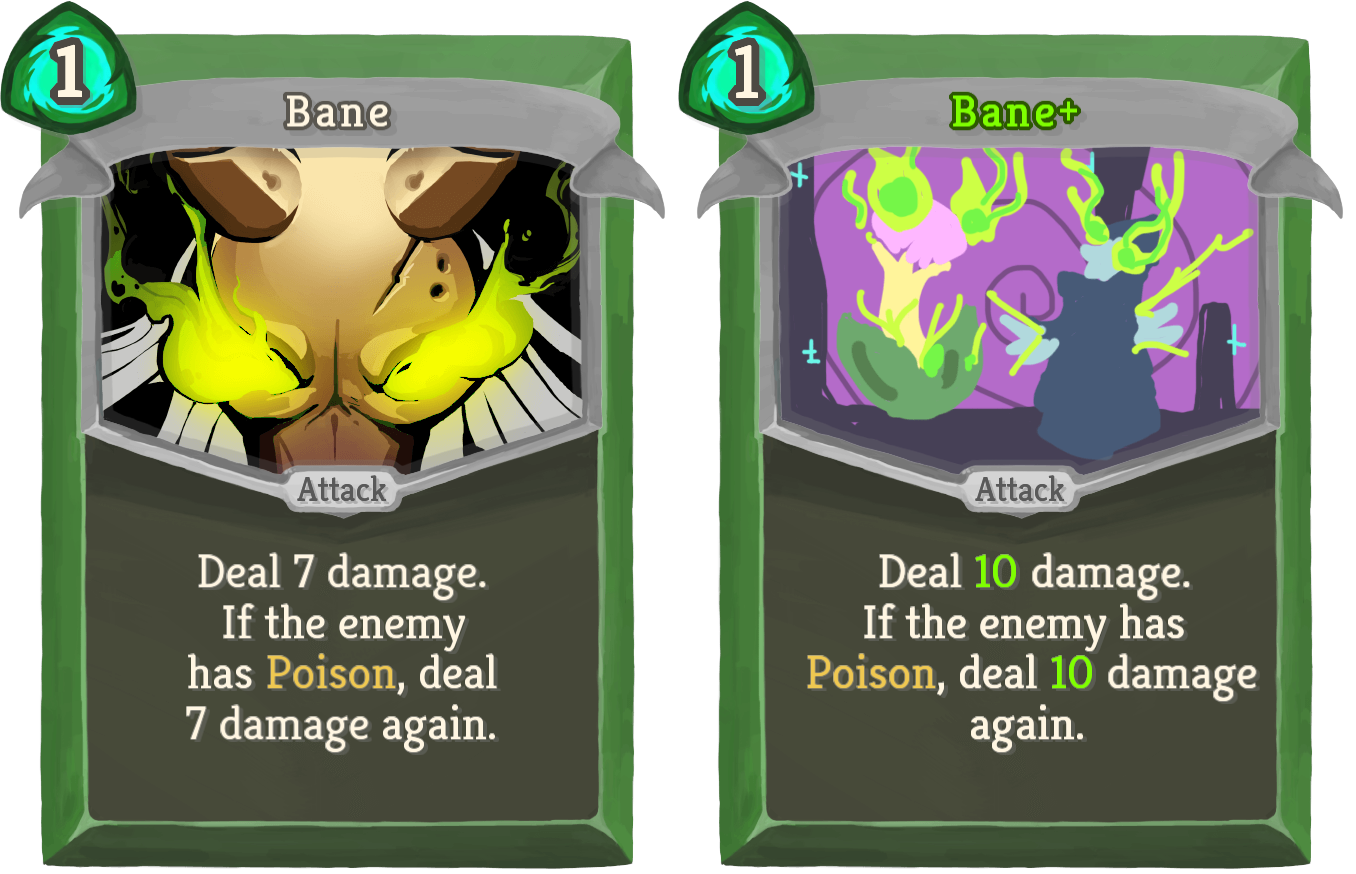 1
Bane
Attack
Deal 7 damage.
If the enemy
has Poison, deal
7 damage again.
1
Bane+
Attack
Deal 10 damage.
If the enemy has
Poison, deal 10 damage
again.